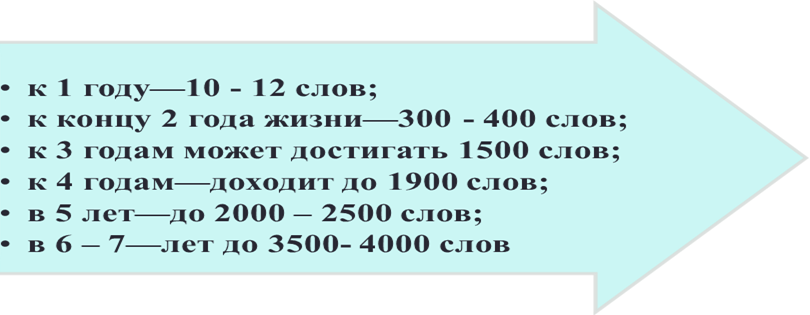 • к 1 году—10 - 12 слов;
• к концу 2 года жизни—300 - 400 слов;
• к 3 годам может достигать 1500 слов;
• к 4 годам—доходит до 1900 слов;
• в 5 лет—до 2000 – 2500 слов;
• в 6 – 7—лет до 3500- 4000 слов